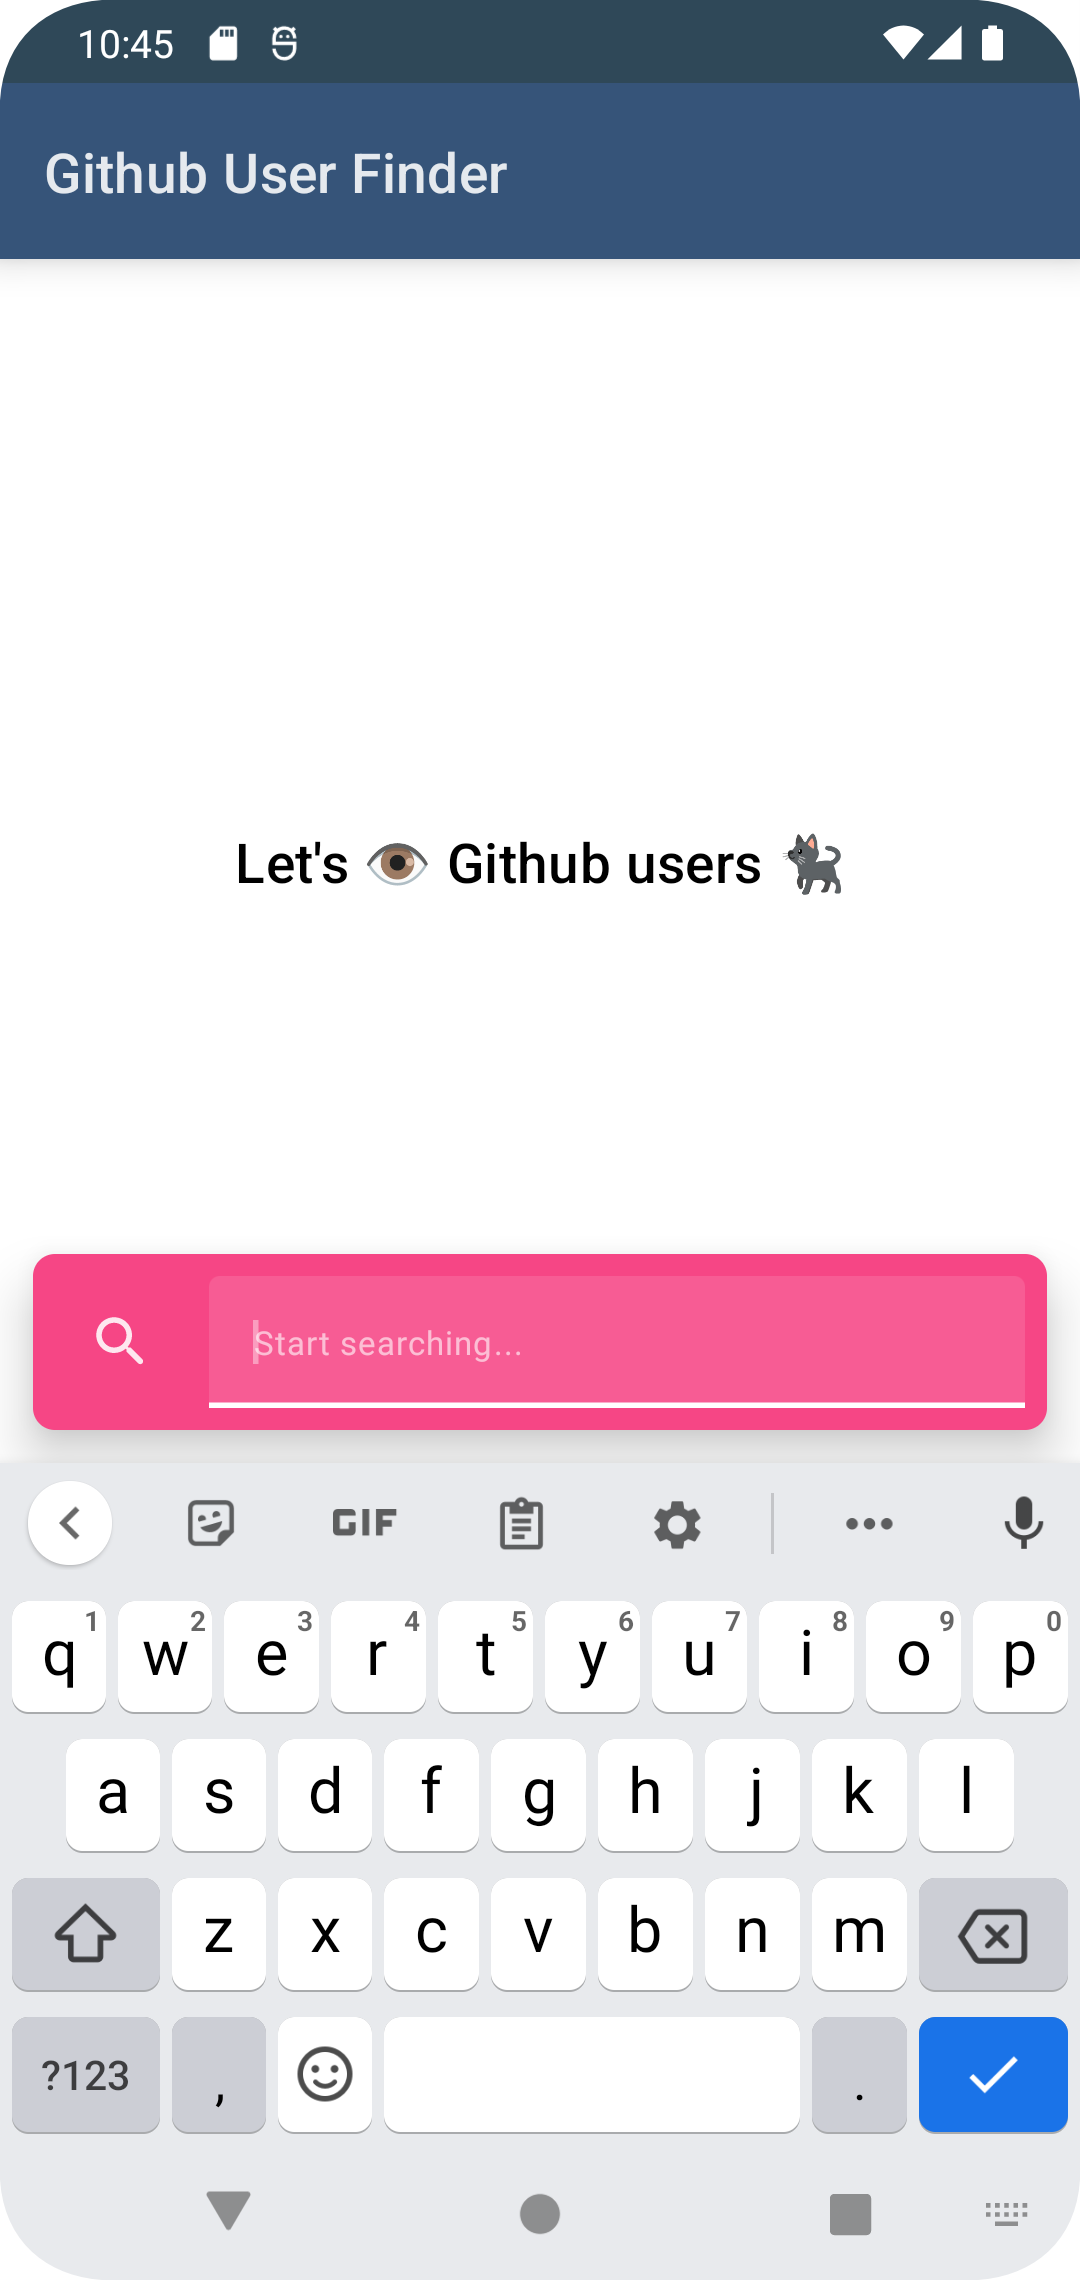 10:45
Github User Finder
Let's 👁️ Github users 🐈‍⬛
Start searching...
GIF
q 1 w 2 e 3 r 4 t 5 y 6 u 7 i 8 o 9 p 0
a s d f g h j k l
z x c v b n m
?123 , .